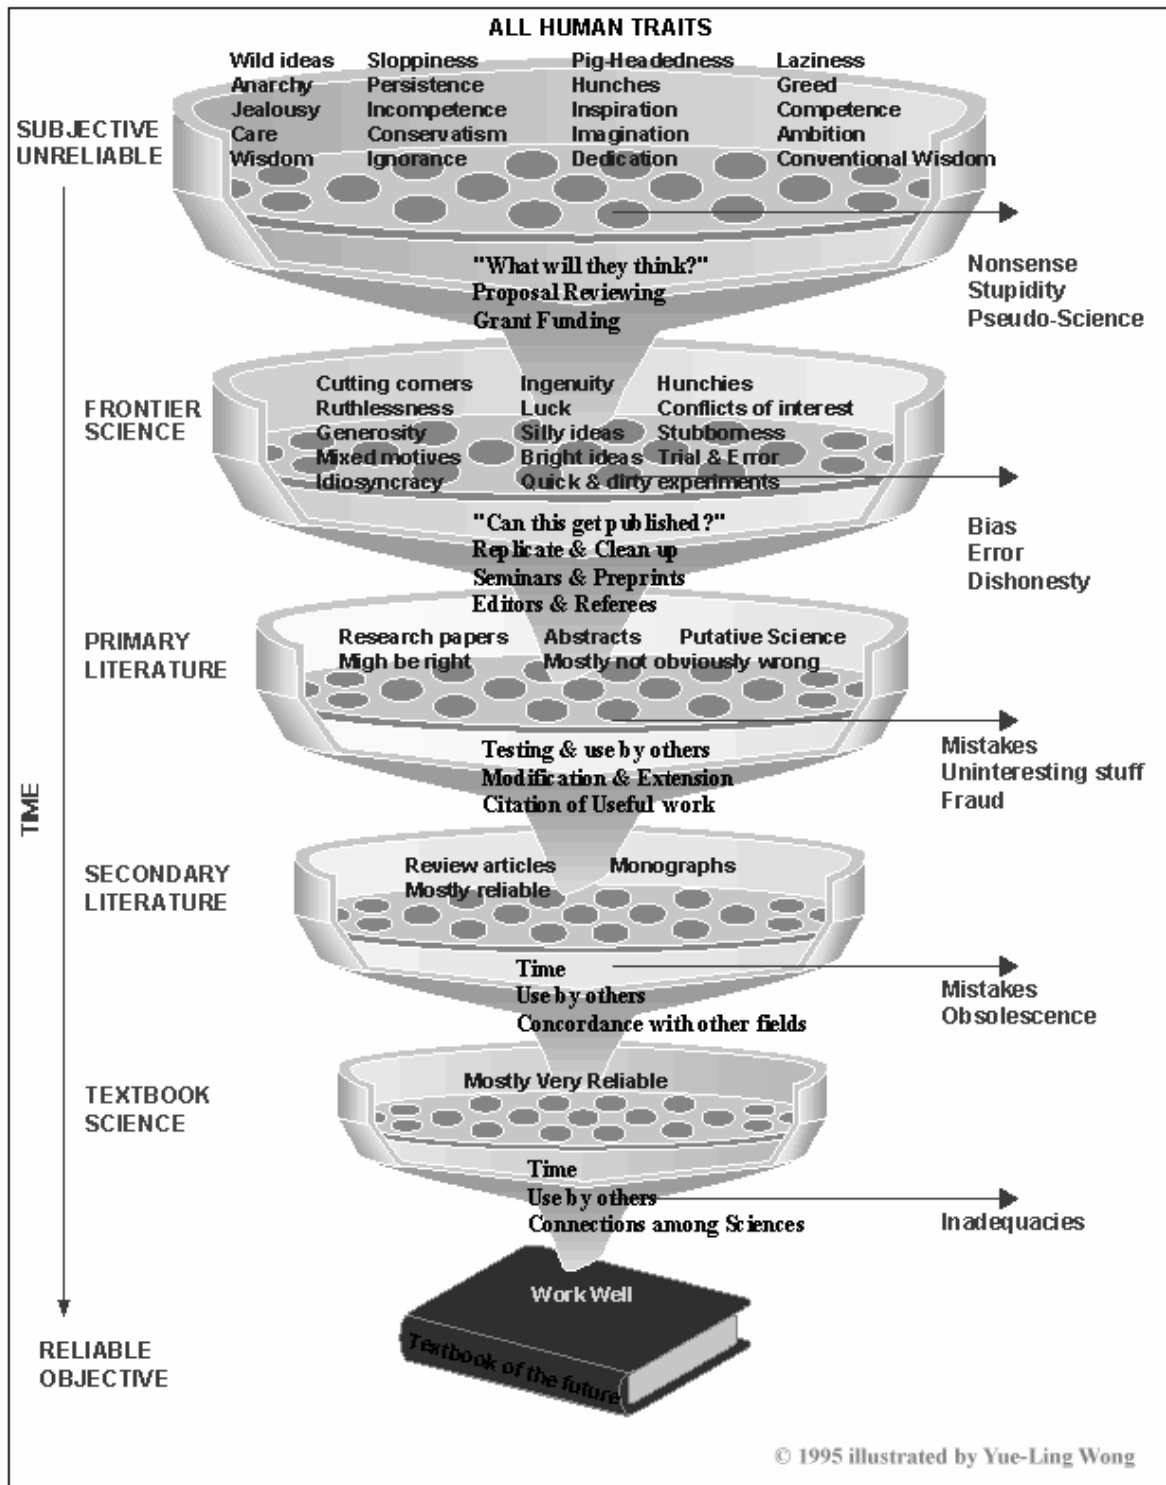 ALL HUMAN TRAITS
Wild ideas Sloppiness Pig-Headedness Laziness
Anarchy Persistence Hunches Greed
Jealousy Incompetence Inspiration Competence
Care Conservatism Imagination Ambition
Wisdom Ignorance Dedication Conventional Wisdom
SUBJECTIVE
UNRELIABLE
"What will they think?"
Proposal Reviewing
Grant Funding
Nonsense
Stupidity
Pseudo-Science
FRONTIER
SCIENCE
Cutting corners Ingenuity Hunchies
Ruthlessness Luck Conflicts of interest
Generosity Silly ideas Stubborness
Mixed motives Bright ideas Trial & Error
Idiosyncracy Quick & dirty experiments
"Can this get published?"
Replicate & Clean up
Seminars & Preprints
Editors & Referees
Bias
Error
Dishonesty
PRIMARY
LITERATURE
Research papers Abstracts Putative Science
Migh be right Mostly not obviously wrong
Testing & use by others
Modification & Extension
Citation of Useful work
Mistakes
Uninteresting stuff
Fraud
TIME
SECONDARY
LITERATURE
Review articles Monographs
Mostly reliable
Time
Use by others
Concordance with other fields
Mistakes
Obsolescence
TEXTBOOK
SCIENCE
Mostly Very Reliable
Time
Use by others
Connections among Sciences
Inadequacies
Work Well
Textbook of the future
RELIABLE
OBJECTIVE
© 1995 illustrated by Yue-Ling Wong